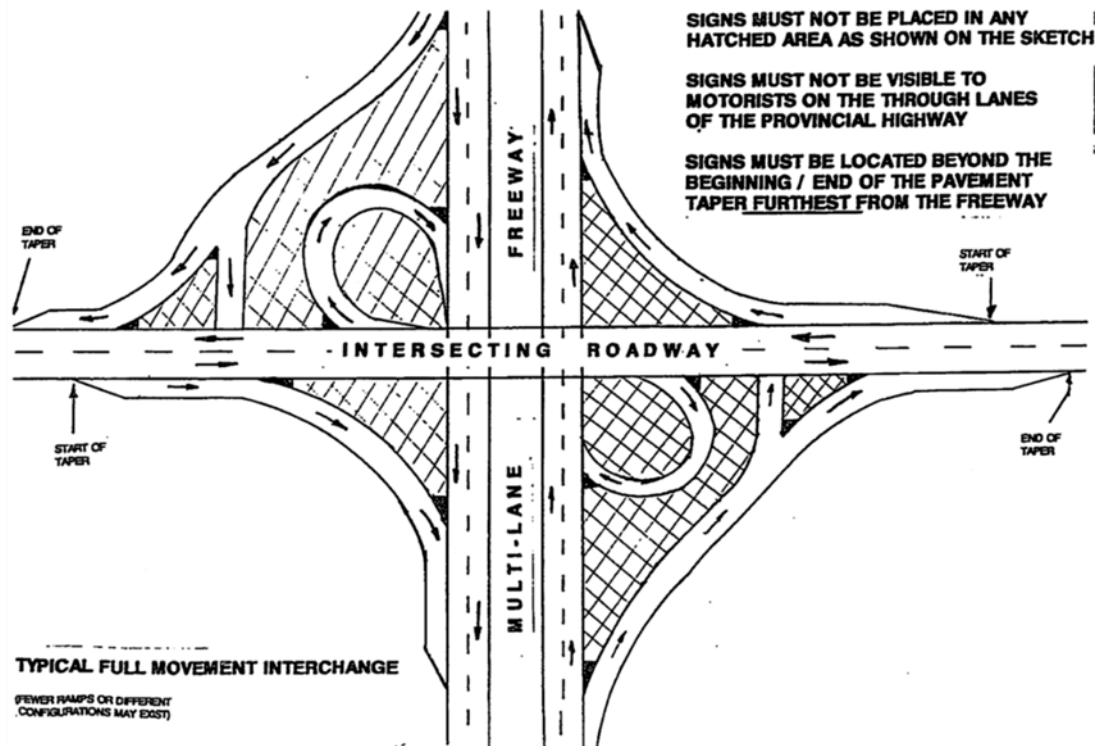 SIGNS MUST NOT BE PLACED IN ANY
HATCHED AREA AS SHOWN ON THE SKETCH
SIGNS MUST NOT BE VISIBLE TO
MOTORISTS ON THE THROUGH LANES
OF THE PROVINCIAL HIGHWAY
SIGNS MUST BE LOCATED BEYOND THE
BEGINNING / END OF THE PAVEMENT
TAPER FURTHEST FROM THE FREEWAY
END OF
TAPER
FREEWAY
START OF
TAPER
INTERSECTING ROADWAY
START OF
TAPER
MULTI-LANE
END OF
TAPER
TYPICAL FULL MOVEMENT INTERCHANGE
(FEWER RAMPS OR DIFFERENT
CONFIGURATIONS MAY EXIST)